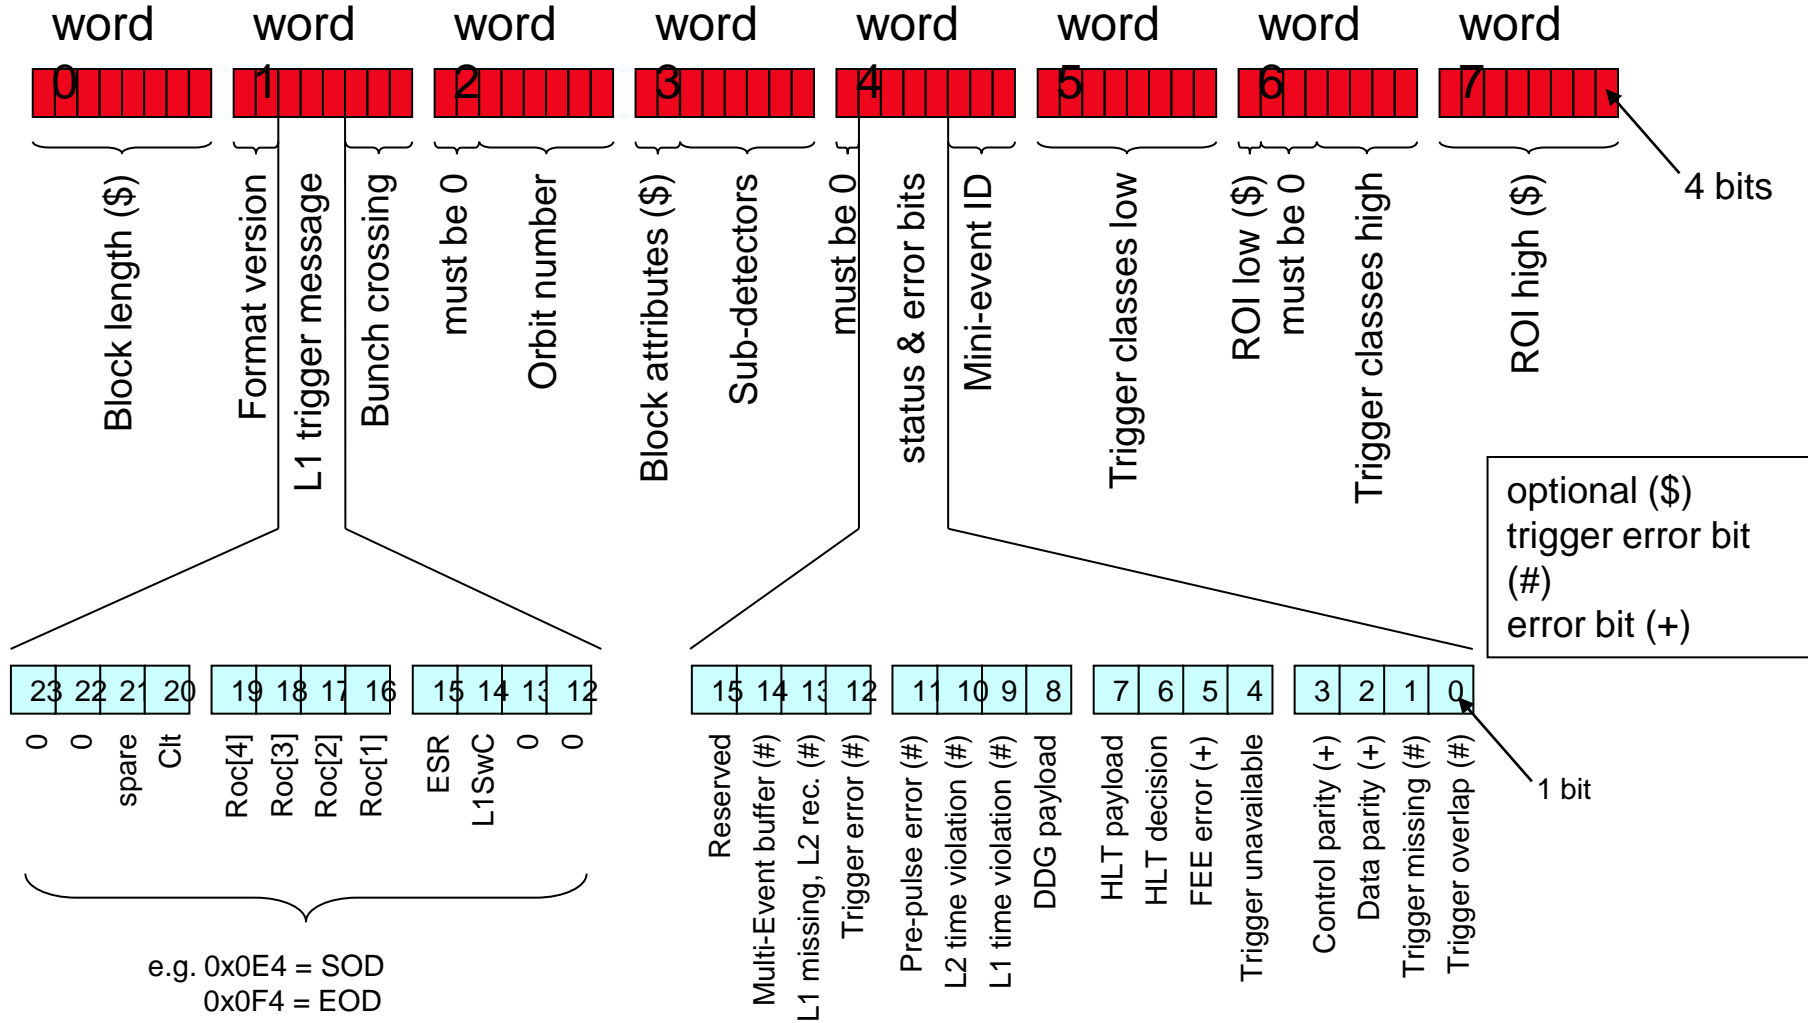 word 0
word 1
word 2
word 3
word 4
word 5
word 6
word 7
4 bits
Block length ($)
Format version
L1 trigger message
Bunch crossing
must be 0
Orbit number
Block attributes ($)
Sub-detectors
must be 0
status & error bits
Mini-event ID
Trigger classes low
ROI low ($)
must be 0
Trigger classes high
ROI high ($)
optional ($)
trigger error bit
(#)
error bit (+)
23 22 21 20 19 18 17 16 15 14 13 12
0
0
spare
Clt
Roc[4]
Roc[3]
Roc[2]
Roc[1]
ESR
L1SwC
0
0
e.g. 0x0E4 = SOD
0x0F4 = EOD
15 14 13 12 11 10 9 8 7 6 5 4 3 2 1 0
Reserved
Multi-Event buffer (#)
L1 missing, L2 rec. (#)
Trigger error (#)
Pre-pulse error (#)
L2 time violation (#)
L1 time violation (#)
DDG payload
HLT payload
HLT decision
FEE error (+)
Trigger unavailable
Control parity (+)
Data parity (+)
Trigger missing (#)
Trigger overlap (#)
1 bit